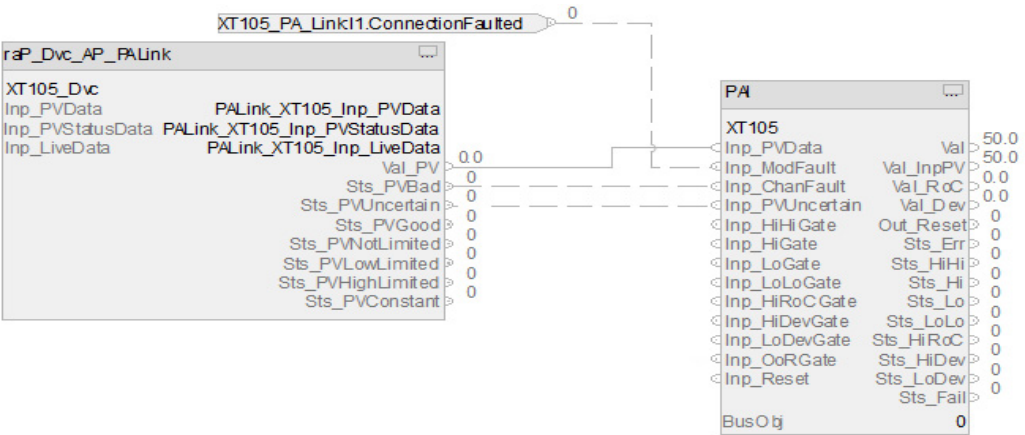 XT105_PA_Link:I1.ConnectionFaulted 0
raP_Dvc_AP_PALink
XT105_Dvc
Inp_PVData PALink_XT105_Inp_PVData
Inp_PVStatusData PALink_XT105_Inp_PVStatusData
Inp_LiveData PALink_XT105_Inp_LiveData
Val_PV 0.0
Sts_PVBad 0
Sts_PVUncertain 0
Sts_PVGood 0
Sts_PVNotLimited 0
Sts_PVLowLimited 0
Sts_PVHighLimited 0
Sts_PVConstant 0
PAI
XT105
Inp_PVData Val 50.0
Inp_ModFault Val_InpPV 50.0
Inp_ChanFault Val_RoC 0.0
Inp_PVUncertain Val_Dev 0.0
Inp_HiHiGate Out_Reset 0
Inp_HiGate Sts_Err 0
Inp_LoGate Sts_HiHi 0
Inp_LoLoGate Sts_Hi 0
Inp_HiRoCGate Sts_Lo 0
Inp_HiDevGate Sts_LoLo 0
Inp_LoDevGate Sts_HiRoC 0
Inp_OoRGate Sts_HiDev 0
Inp_Reset Sts_LoDev 0
Sts_Fail 0
BusObj 0